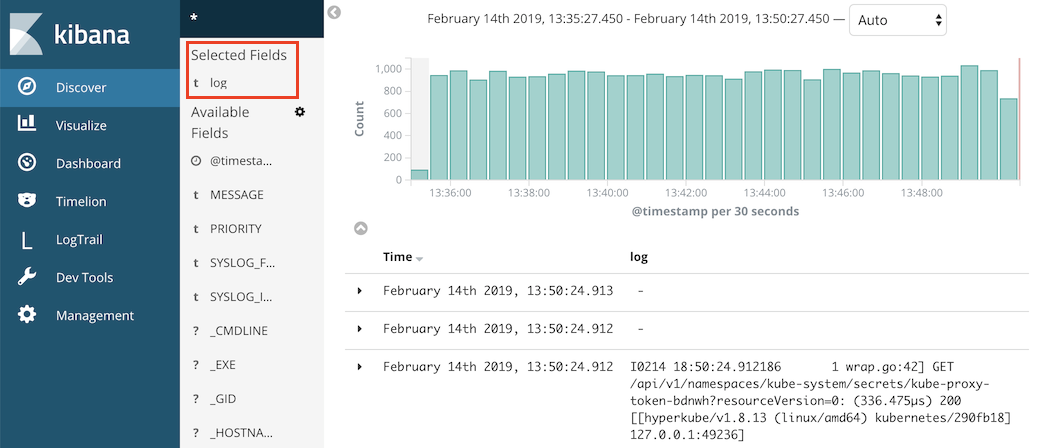 kibana
Discover
Visualize
Dashboard
Timelion
LogTrail
Dev Tools
Management
*
Selected Fields
t log
Available
Fields
@timesta...
t MESSAGE
t PRIORITY
t SYSLOG_F...
t SYSLOG_I...
? _CMDLINE
? _EXE
? _GID
? _HOSTNA...
February 14th 2019, 13:35:27.450 - February 14th 2019, 13:50:27.450 — Auto
Count
1,000
800
600
400
200
0
13:36:00 13:38:00 13:40:00 13:42:00 13:44:00 13:46:00 13:48:00
@timestamp per 30 seconds
Time log
February 14th 2019, 13:50:24.913 -
February 14th 2019, 13:50:24.912 -
February 14th 2019, 13:50:24.912 I0214 18:50:24.912186 1 wrap.go:42] GET
/api/v1/namespaces/kube-system/secrets/kube-proxy-
token-bdnwh?resourceVersion=0: (336.475µs) 200
[[hyperkube/v1.8.13 (linux/amd64) kubernetes/290fb18]
127.0.0.1:49236]